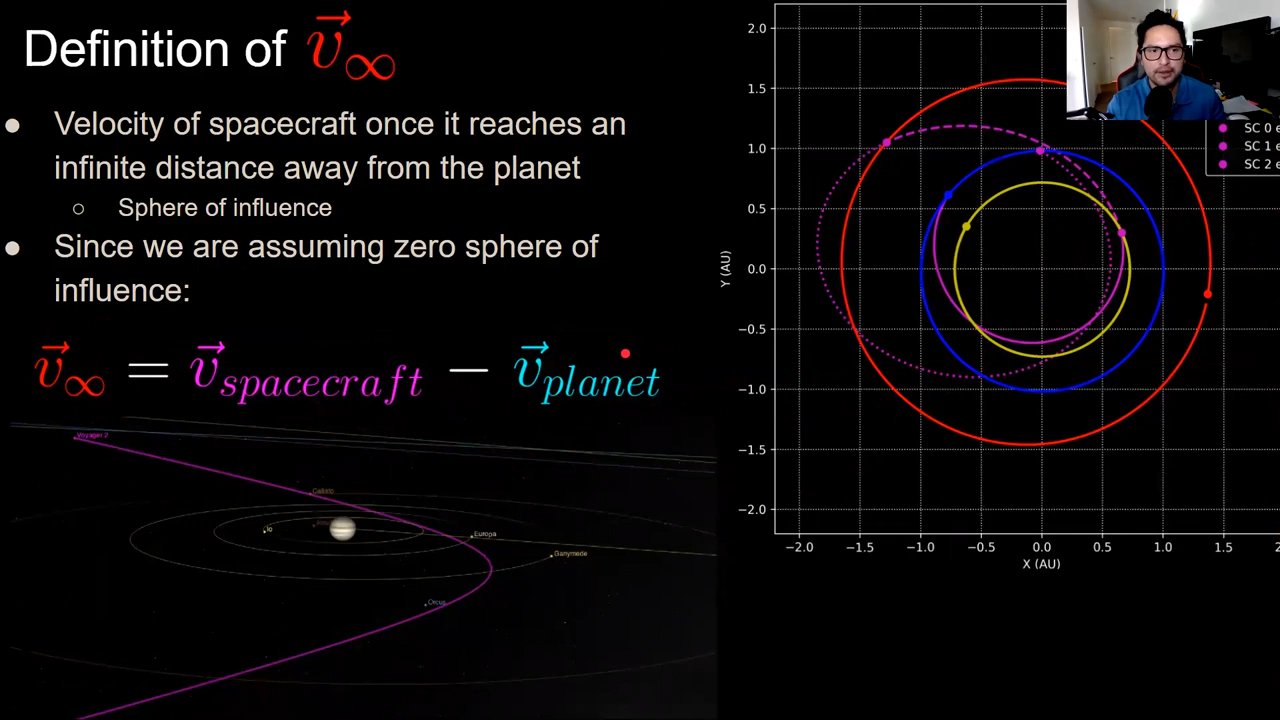 Definition of v⃗∞
● Velocity of spacecraft once it reaches an
infinite distance away from the planet
○ Sphere of influence
● Since we are assuming zero sphere of
influence:
v⃗∞ = v⃗spacecraft − v⃗planet
Voyager 2
Callisto
Io
Europa
Ganymede
Orcus
SC 0 e
SC 1 e
SC 2 e
Y (AU)
2.0
1.5
1.0
0.5
0.0
−0.5
−1.0
−1.5
−2.0
−2.0 −1.5 −1.0 −0.5 0.0 0.5 1.0 1.5
X (AU)